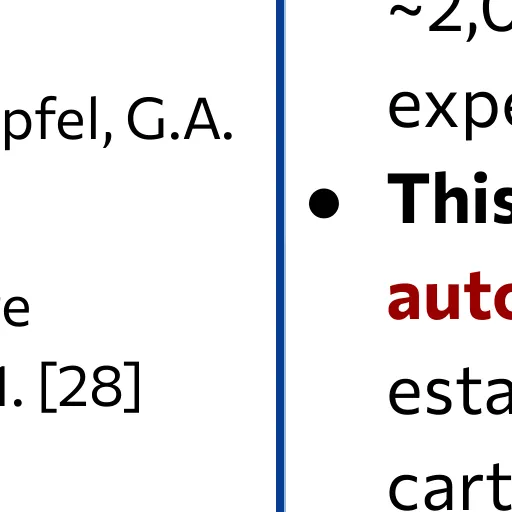 pfel, G.A.
e
. [28]
~2,0
expe
• This
auto
esta
cart